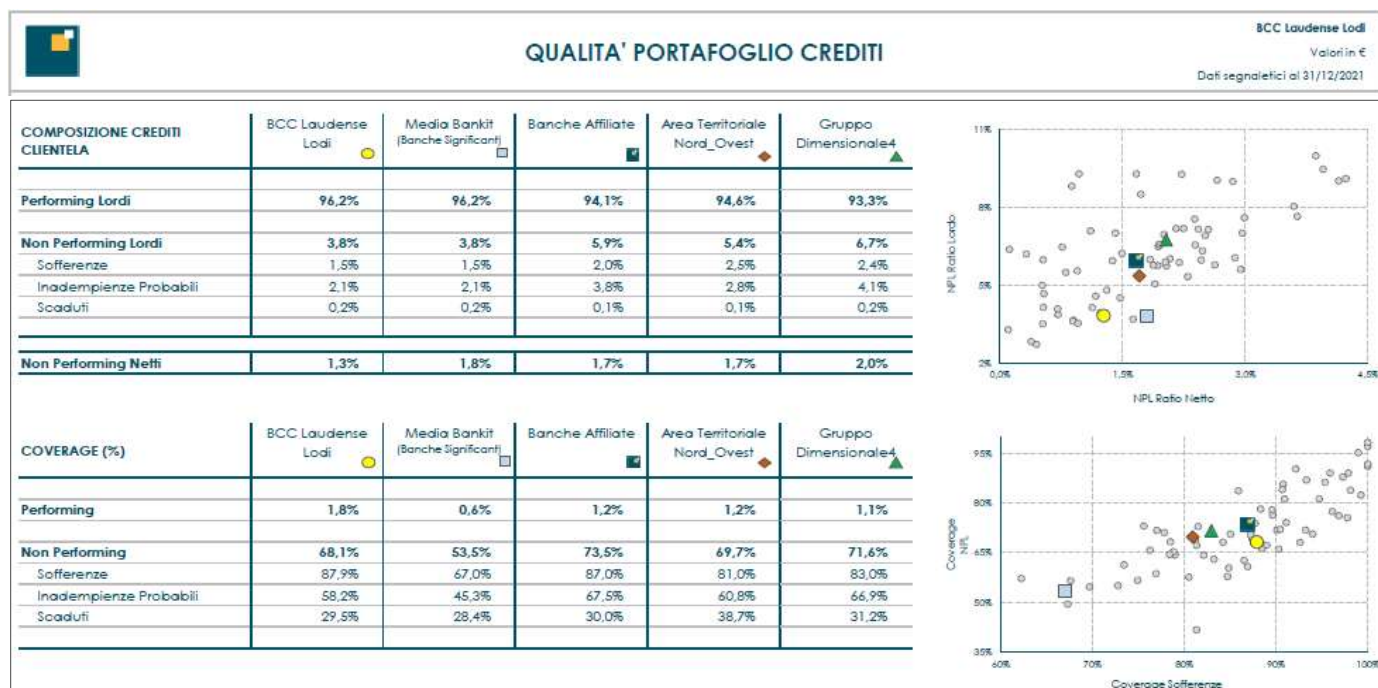 QUALITA' PORTAFOGLIO CREDITI
BCC Laudense Lodi
Valori in €
Dati segnaletici al 31/12/2021
COMPOSIZIONE CREDITI CLIENTELA BCC Laudense Lodi Media Bankit (Banche Significant) Banche Affiliate Area Territoriale Nord_Ovest Gruppo Dimensionale4
Performing Lordi 96,2% 96,2% 94,1% 94,6% 93,3%
Non Performing Lordi 3,8% 3,8% 5,9% 5,4% 6,7%
Sofferenze 1,5% 1,5% 2,0% 2,5% 2,4%
Inadempienze Probabili 2,1% 2,1% 3,8% 2,8% 4,1%
Scaduti 0,2% 0,2% 0,1% 0,1% 0,2%
Non Performing Netti 1,3% 1,8% 1,7% 1,7% 2,0%
11%
8%
5%
2%
NPL Ratio Lordo
0,0% 1,5% 3,0% 4,5%
NPL Ratio Netto
COVERAGE (%) BCC Laudense Lodi Media Bankit (Banche Significant) Banche Affiliate Area Territoriale Nord_Ovest Gruppo Dimensionale4
Performing 1,8% 0,6% 1,2% 1,2% 1,1%
Non Performing 68,1% 53,5% 73,5% 69,7% 71,6%
Sofferenze 87,9% 67,0% 87,0% 81,0% 83,0%
Inadempienze Probabili 58,2% 45,3% 67,5% 60,8% 66,9%
Scaduti 29,5% 28,4% 30,0% 38,7% 31,2%
95%
80%
65%
50%
35%
Coverage NPL
60% 70% 80% 90% 100%
Coverage Sofferenze